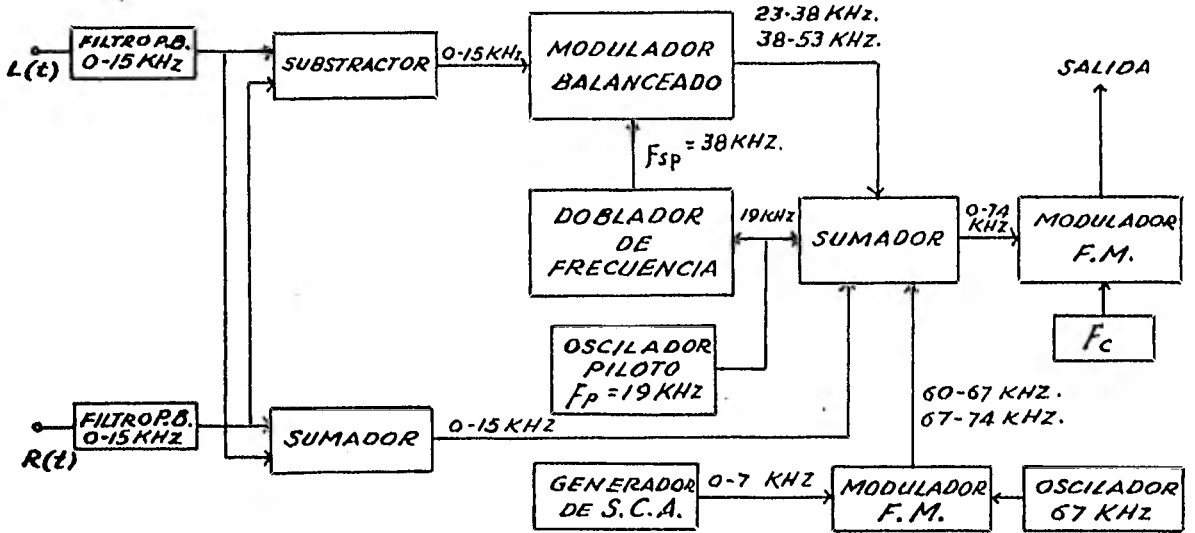 FILTRO P.B.
0-15 KHZ
L(t)
SUBSTRACTOR
0-15KHZ
MODULADOR
BALANCEADO
23-38 KHZ.
38-53 KHZ.
SALIDA
Fsp = 38 KHZ.
DOBLADOR
DE
FRECUENCIA
19 KHZ
SUMADOR
0-74
KHZ.
MODULADOR
F.M.
Fc
OSCILADOR
PILOTO
Fp = 19 KHZ
FILTRO P.B.
0-15 KHZ
R(t)
SUMADOR
0-15 KHZ
60-67 KHZ.
67-74 KHZ.
GENERADOR
DE S.C.A.
0-7 KHZ
MODULADOR
F.M.
OSCILADOR
67 KHZ